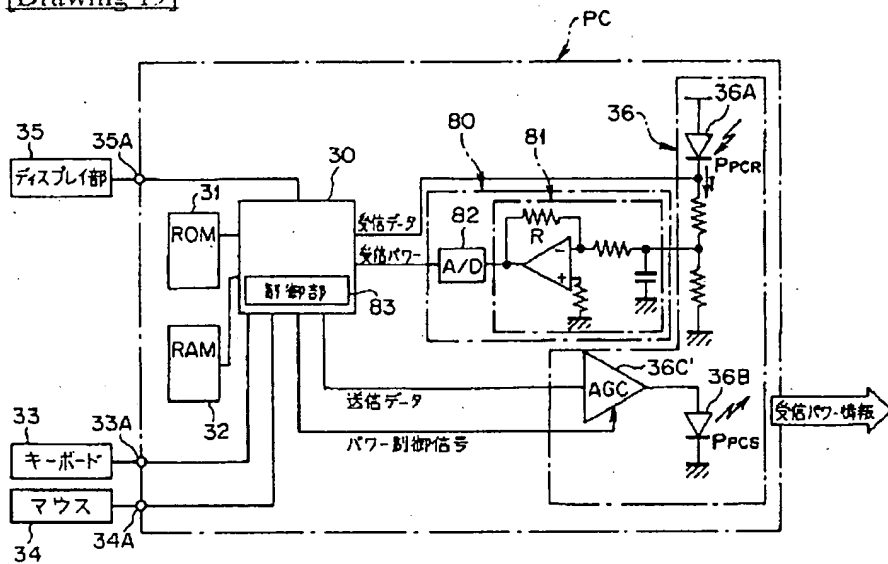 [Drawing 19]
PC
36A
36
80
81
35
35A
30
PPCR
ディスプレイ部
31
ROM
受信データ
82
R
受信パワー
A/D
-
+
制御部
83
RAM
32
36C'
AGC
36B
送信データ
受信パワー情報
33
33A
PPCS
キーボード
パワー制御信号
マウス
34
34A